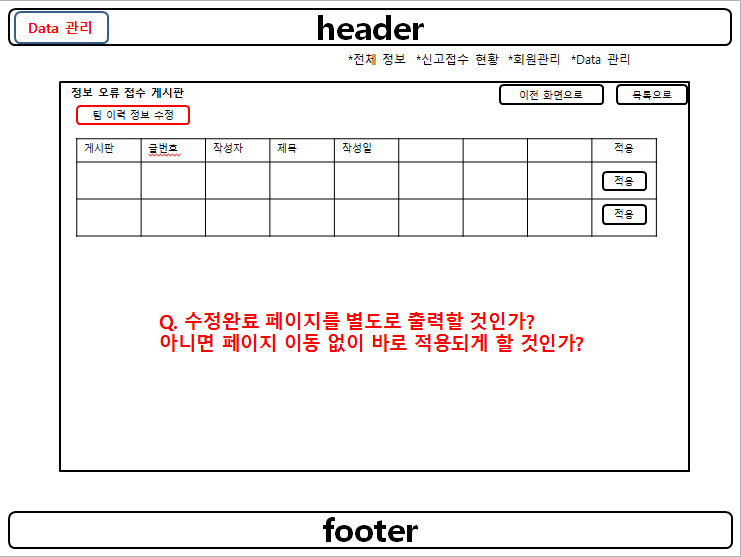 Data 관리
header
*전체 정보 *신고접수 현황 *회원관리 *Data 관리
정보 오류 접수 게시판
이전 화면으로
목록으로
팀 이력 정보 수정
게시판 글번호 작성자 제목 작성일 적용
적용
적용
Q. 수정완료 페이지를 별도로 출력할 것인가?
아니면 페이지 이동 없이 바로 적용되게 할 것인가?
footer